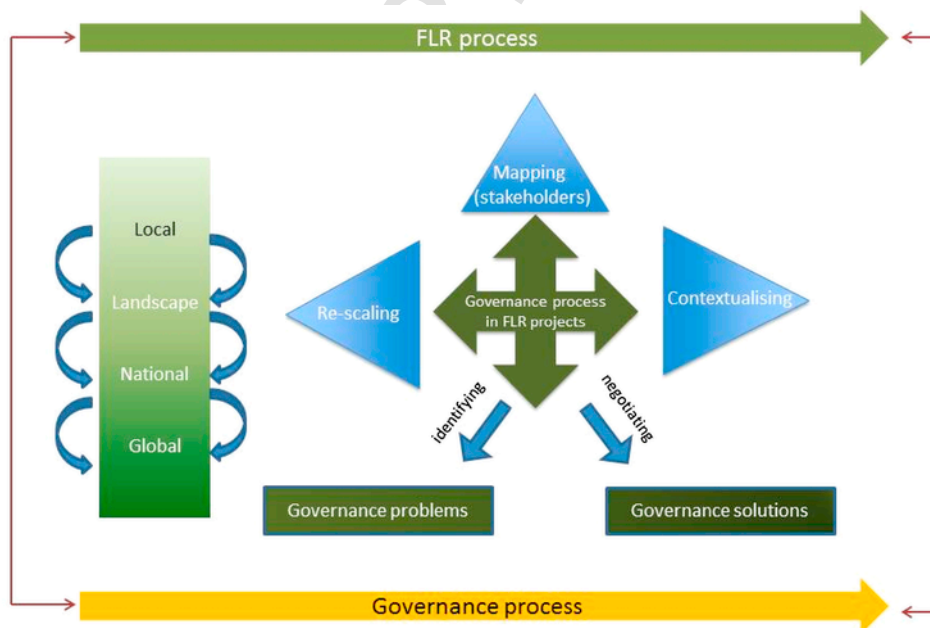 FLR process
Mapping
(stakeholders)
Local
Landscape
National
Global
Re-scaling
Governance process
in FLR projects
Contextualising
identifying
negotiating
Governance problems
Governance solutions
Governance process